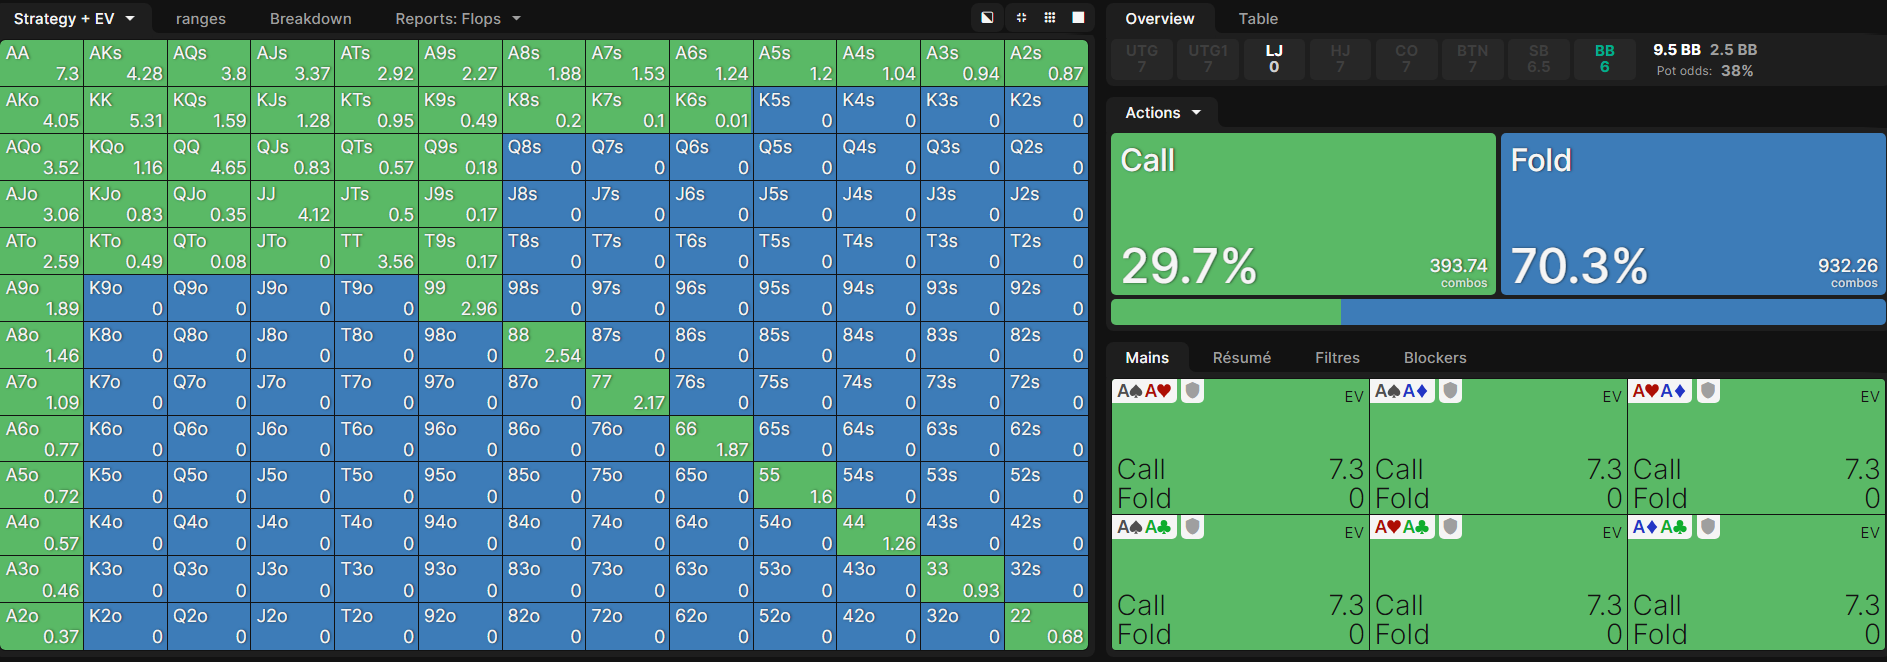 Strategy + EV ranges Breakdown Reports: Flops
AA 7.3 AKs 4.28 AQs 3.8 AJs 3.37 ATs 2.92 A9s 2.27 A8s 1.88 A7s 1.53 A6s 1.24 A5s 1.2 A4s 1.04 A3s 0.94 A2s 0.87
AKo 4.05 KK 5.31 KQs 1.59 KJs 1.28 KTs 0.95 K9s 0.49 K8s 0.2 K7s 0.1 K6s 0.01 K5s 0 K4s 0 K3s 0 K2s 0
AQo 3.52 KQo 1.16 QQ 4.65 QJs 0.83 QTs 0.57 Q9s 0.18 Q8s 0 Q7s 0 Q6s 0 Q5s 0 Q4s 0 Q3s 0 Q2s 0
AJo 3.06 KJo 0.83 QJo 0.35 JJ 4.12 JTs 0.5 J9s 0.17 J8s 0 J7s 0 J6s 0 J5s 0 J4s 0 J3s 0 J2s 0
ATo 2.59 KTo 0.49 QTo 0.08 JTo 0 TT 3.56 T9s 0.17 T8s 0 T7s 0 T6s 0 T5s 0 T4s 0 T3s 0 T2s 0
A9o 1.89 K9o 0 Q9o 0 J9o 0 T9o 0 99 2.96 98s 0 97s 0 96s 0 95s 0 94s 0 93s 0 92s 0
A8o 1.46 K8o 0 Q8o 0 J8o 0 T8o 0 98o 0 88 2.54 87s 0 86s 0 85s 0 84s 0 83s 0 82s 0
A7o 1.09 K7o 0 Q7o 0 J7o 0 T7o 0 97o 0 87o 0 77 2.17 76s 0 75s 0 74s 0 73s 0 72s 0
A6o 0.77 K6o 0 Q6o 0 J6o 0 T6o 0 96o 0 86o 0 76o 0 66 1.87 65s 0 64s 0 63s 0 62s 0
A5o 0.72 K5o 0 Q5o 0 J5o 0 T5o 0 95o 0 85o 0 75o 0 65o 0 55 1.6 54s 0 53s 0 52s 0
A4o 0.57 K4o 0 Q4o 0 J4o 0 T4o 0 94o 0 84o 0 74o 0 64o 0 54o 0 44 1.26 43s 0 42s 0
A3o 0.46 K3o 0 Q3o 0 J3o 0 T3o 0 93o 0 83o 0 73o 0 63o 0 53o 0 43o 0 33 0.93 32s 0
A2o 0.37 K2o 0 Q2o 0 J2o 0 T2o 0 92o 0 82o 0 72o 0 62o 0 52o 0 42o 0 32o 0 22 0.68
Overview Table
UTG UTG1 LJ HJ CO BTN SB BB 9.5 BB 2.5 BB
7 7 0 7 7 7 6.5 6 Pot odds: 38%
Actions
Call Fold
29.7% 393.74 combos 70.3% 932.26 combos
Mains Résumé Filtres Blockers
A♠A♥ EV A♠A♦ EV A♥A♦ EV
Call 7.3 Call 7.3 Call 7.3
Fold 0 Fold 0 Fold 0
A♠A♣ EV A♥A♣ EV A♦A♣ EV
Call 7.3 Call 7.3 Call 7.3
Fold 0 Fold 0 Fold 0